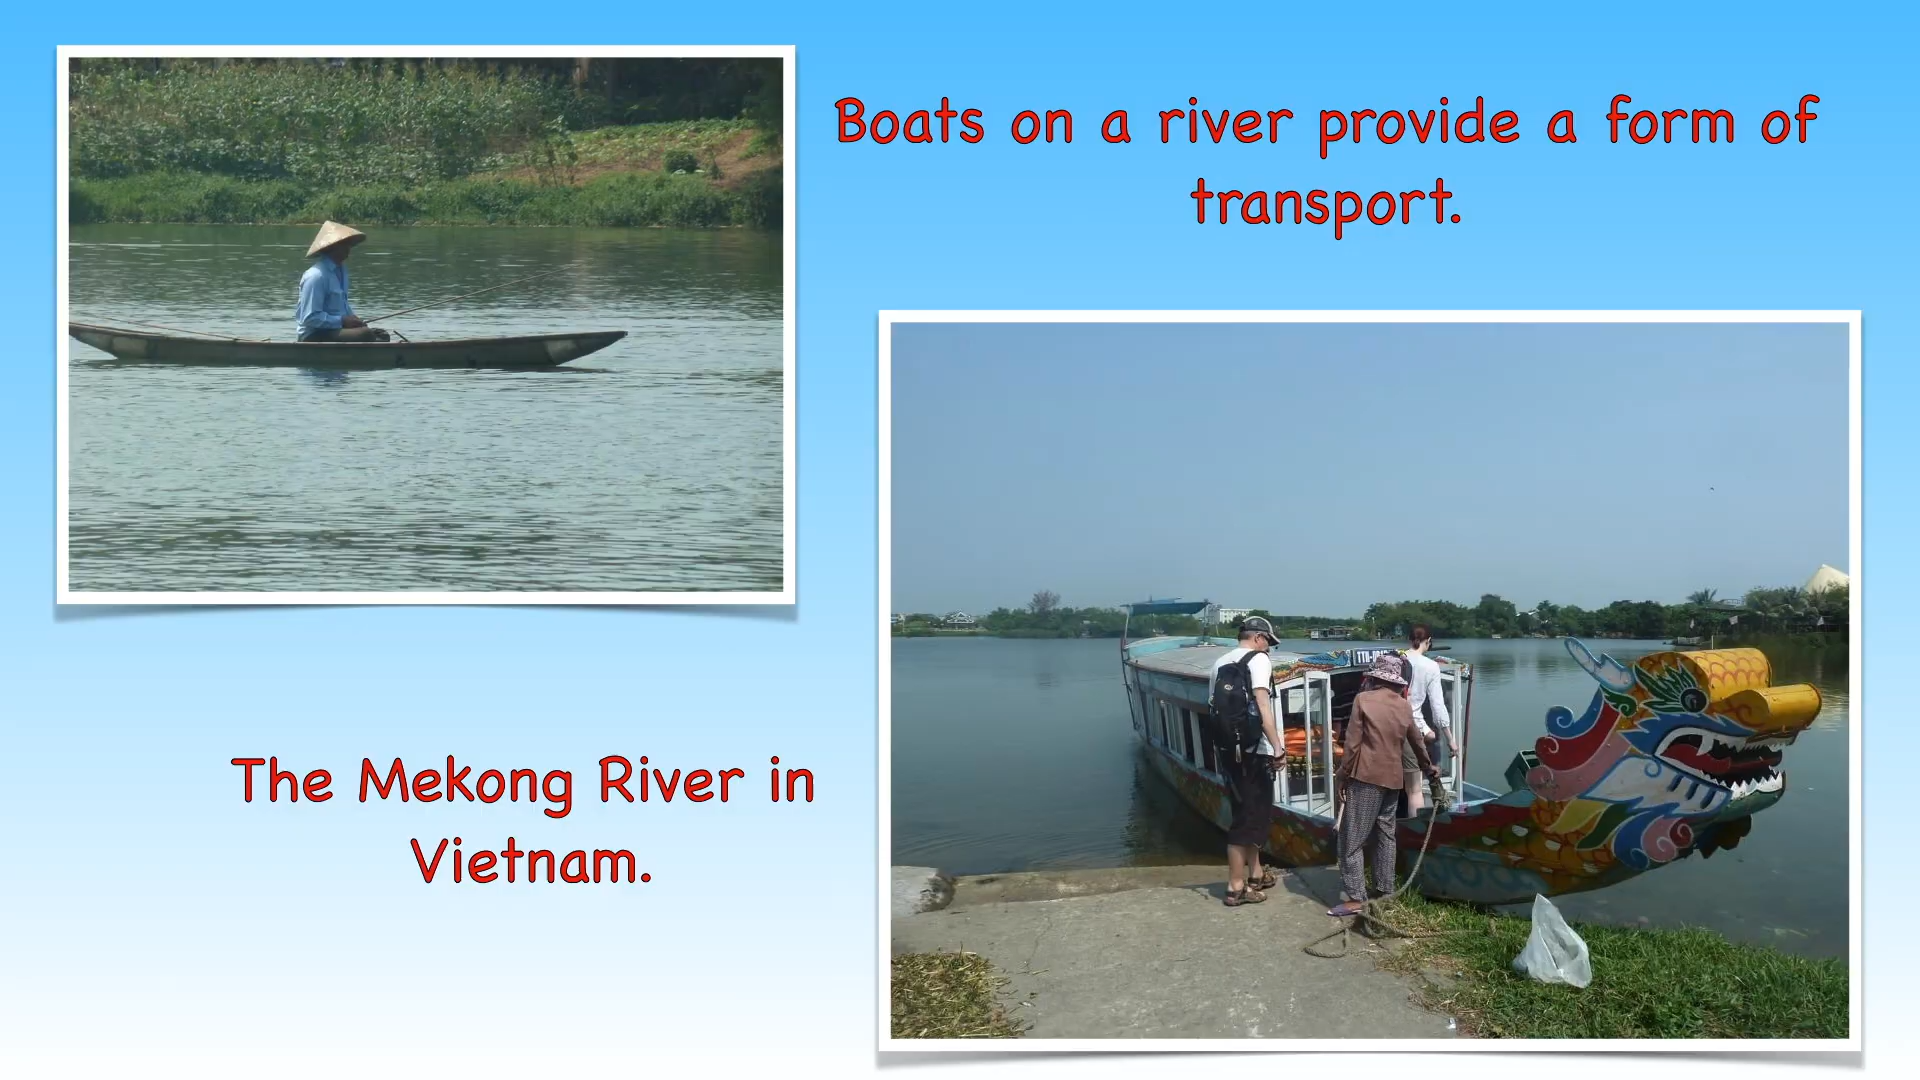 Boats on a river provide a form of
transport.
The Mekong River in
Vietnam.